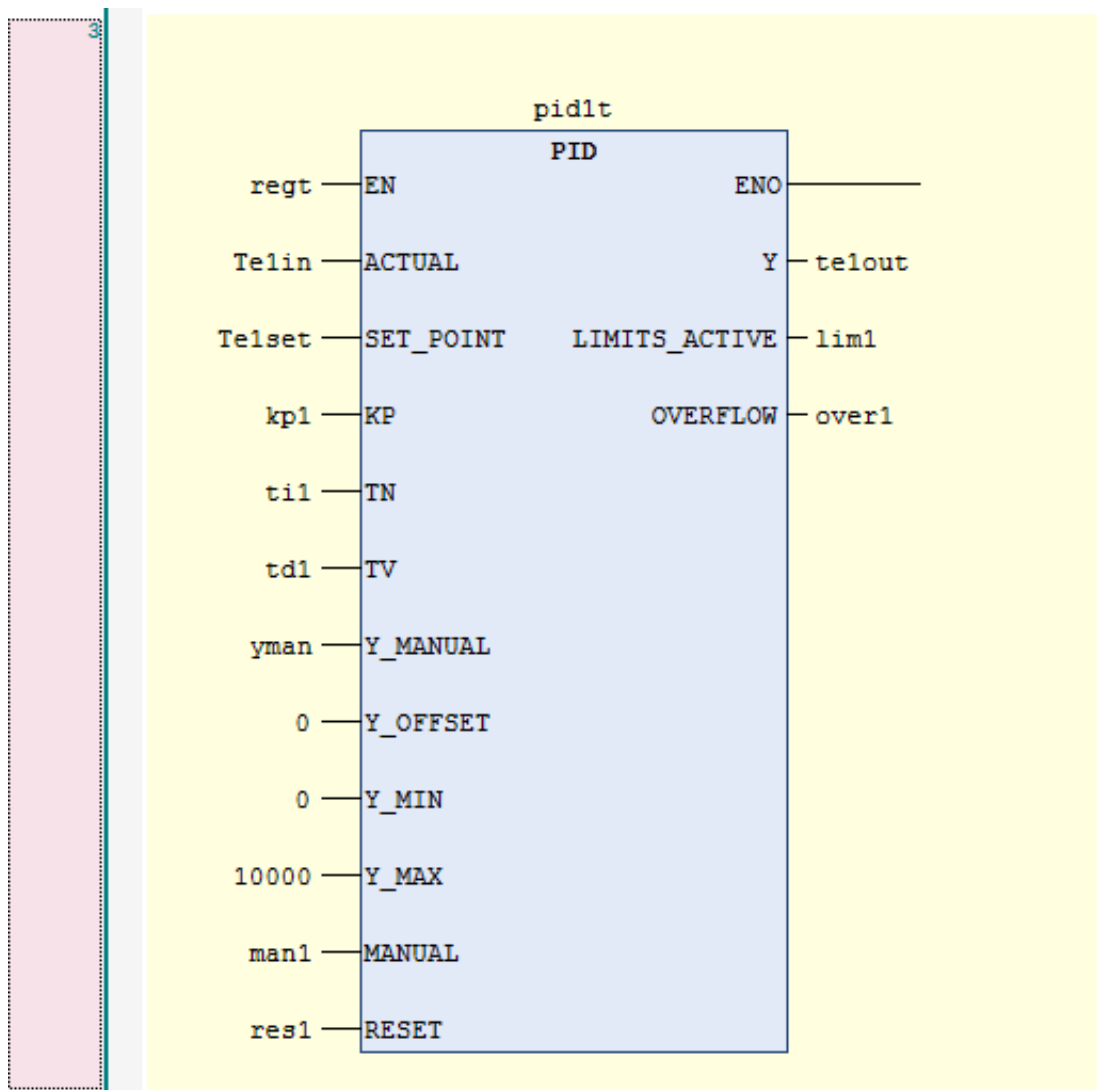 3
pid1t
PID
regt EN ENO
Te1in ACTUAL Y te1out
Te1set SET_POINT LIMITS_ACTIVE lim1
kp1 KP OVERFLOW over1
ti1 TN
td1 TV
yman Y_MANUAL
0 Y_OFFSET
0 Y_MIN
10000 Y_MAX
man1 MANUAL
res1 RESET